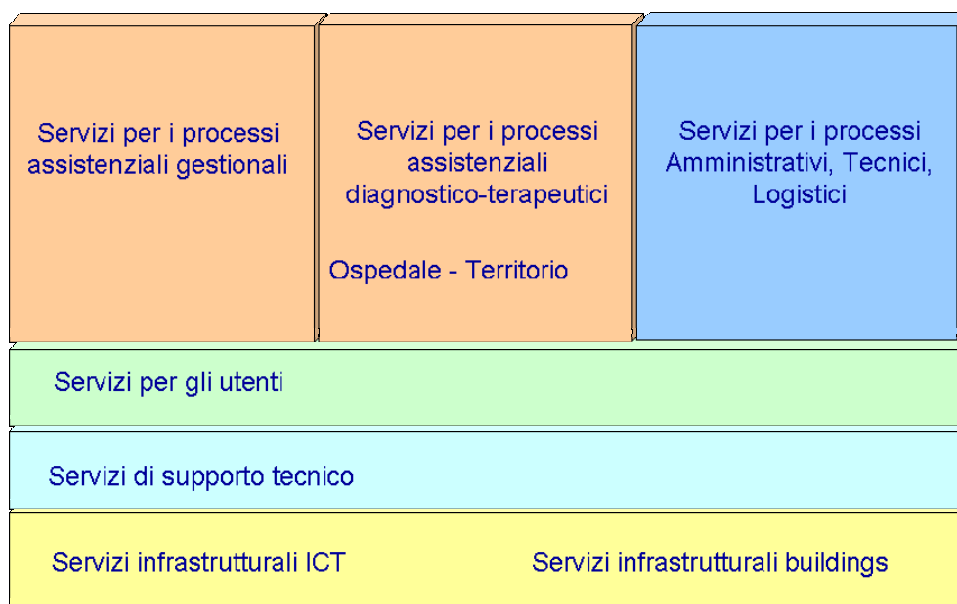 Servizi per i processi
assistenziali gestionali
Servizi per i processi
assistenziali
diagnostico-terapeutici
Ospedale - Territorio
Servizi per i processi
Amministrativi, Tecnici,
Logistici
Servizi per gli utenti
Servizi di supporto tecnico
Servizi infrastrutturali ICT
Servizi infrastrutturali buildings